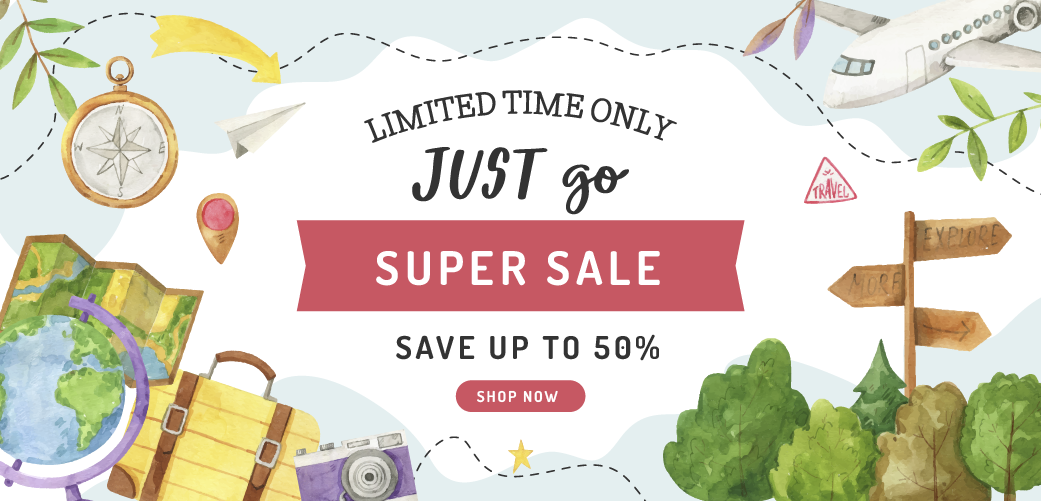 LIMITED TIME ONLY
JUST go
SUPER SALE
SAVE UP TO 50%
SHOP NOW
N
W E
S
TRAVEL
EXPLORE
MORE